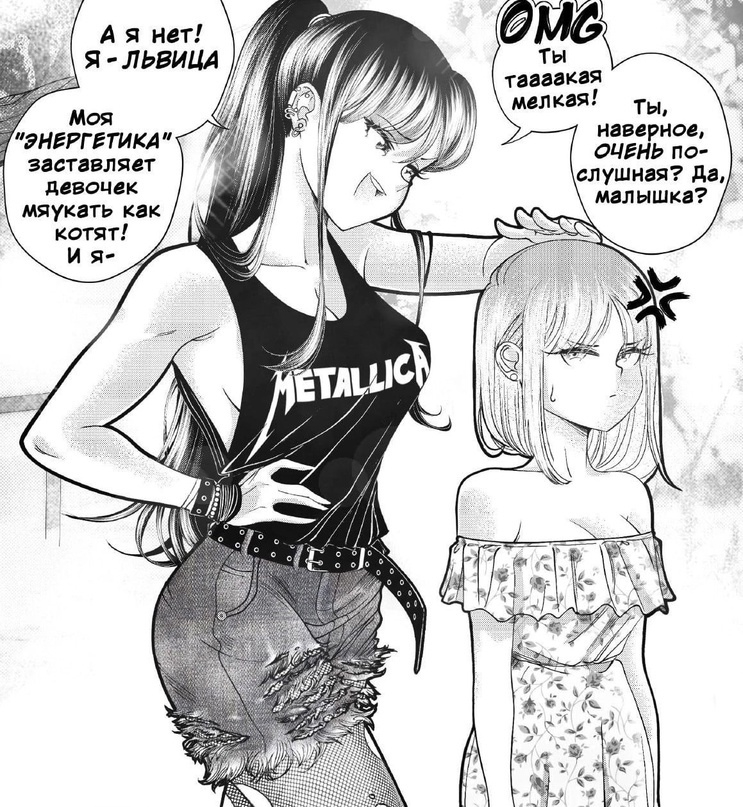 А я нет!
Я - ЛЬВИЦА
Моя
"ЭНЕРГЕТИКА"
заставляет
девочек
мяукать как
котят!
И я-
OMG
Ты
таааакая
мелкая!
Ты,
наверное,
ОЧЕНЬ по-
слушная? Да,
малышка?
METALLICA